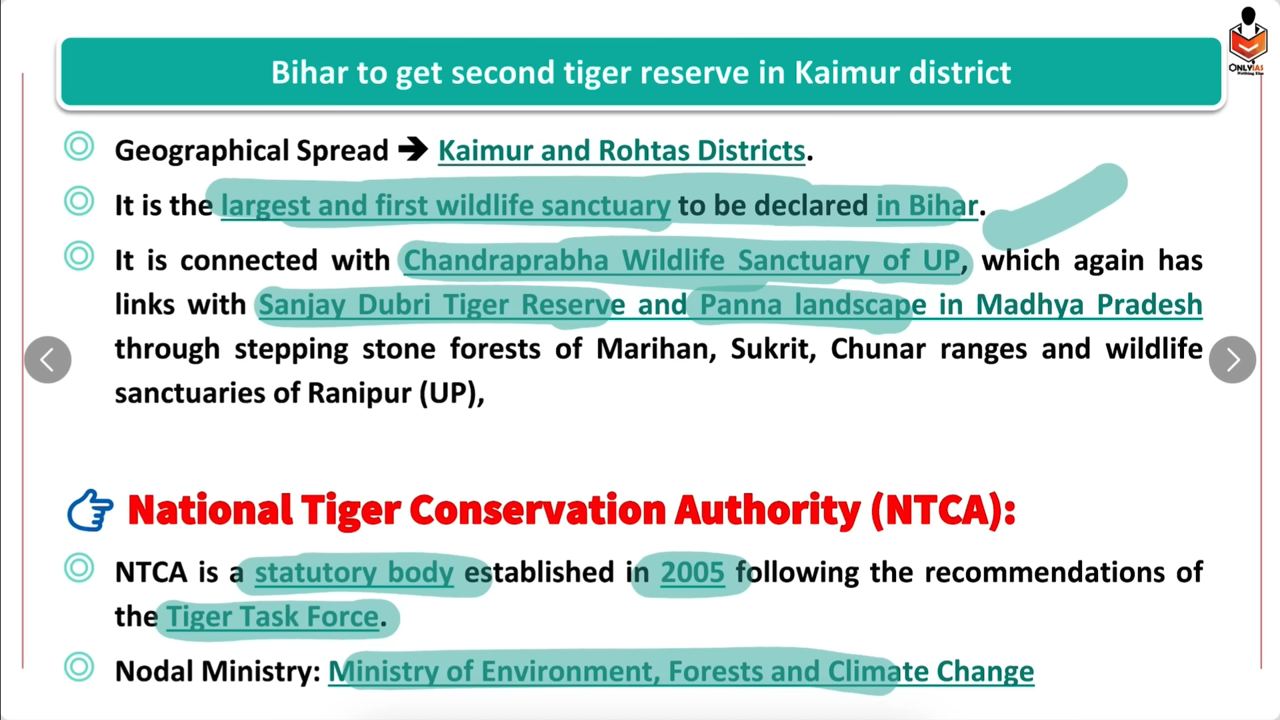 ONLYIAS
Nothing Else
Bihar to get second tiger reserve in Kaimur district
Geographical Spread ➔ Kaimur and Rohtas Districts.
It is the largest and first wildlife sanctuary to be declared in Bihar.
It is connected with Chandraprabha Wildlife Sanctuary of UP, which again has
links with Sanjay Dubri Tiger Reserve and Panna landscape in Madhya Pradesh
through stepping stone forests of Marihan, Sukrit, Chunar ranges and wildlife
sanctuaries of Ranipur (UP),
National Tiger Conservation Authority (NTCA):
NTCA is a statutory body established in 2005 following the recommendations of
the Tiger Task Force.
Nodal Ministry: Ministry of Environment, Forests and Climate Change